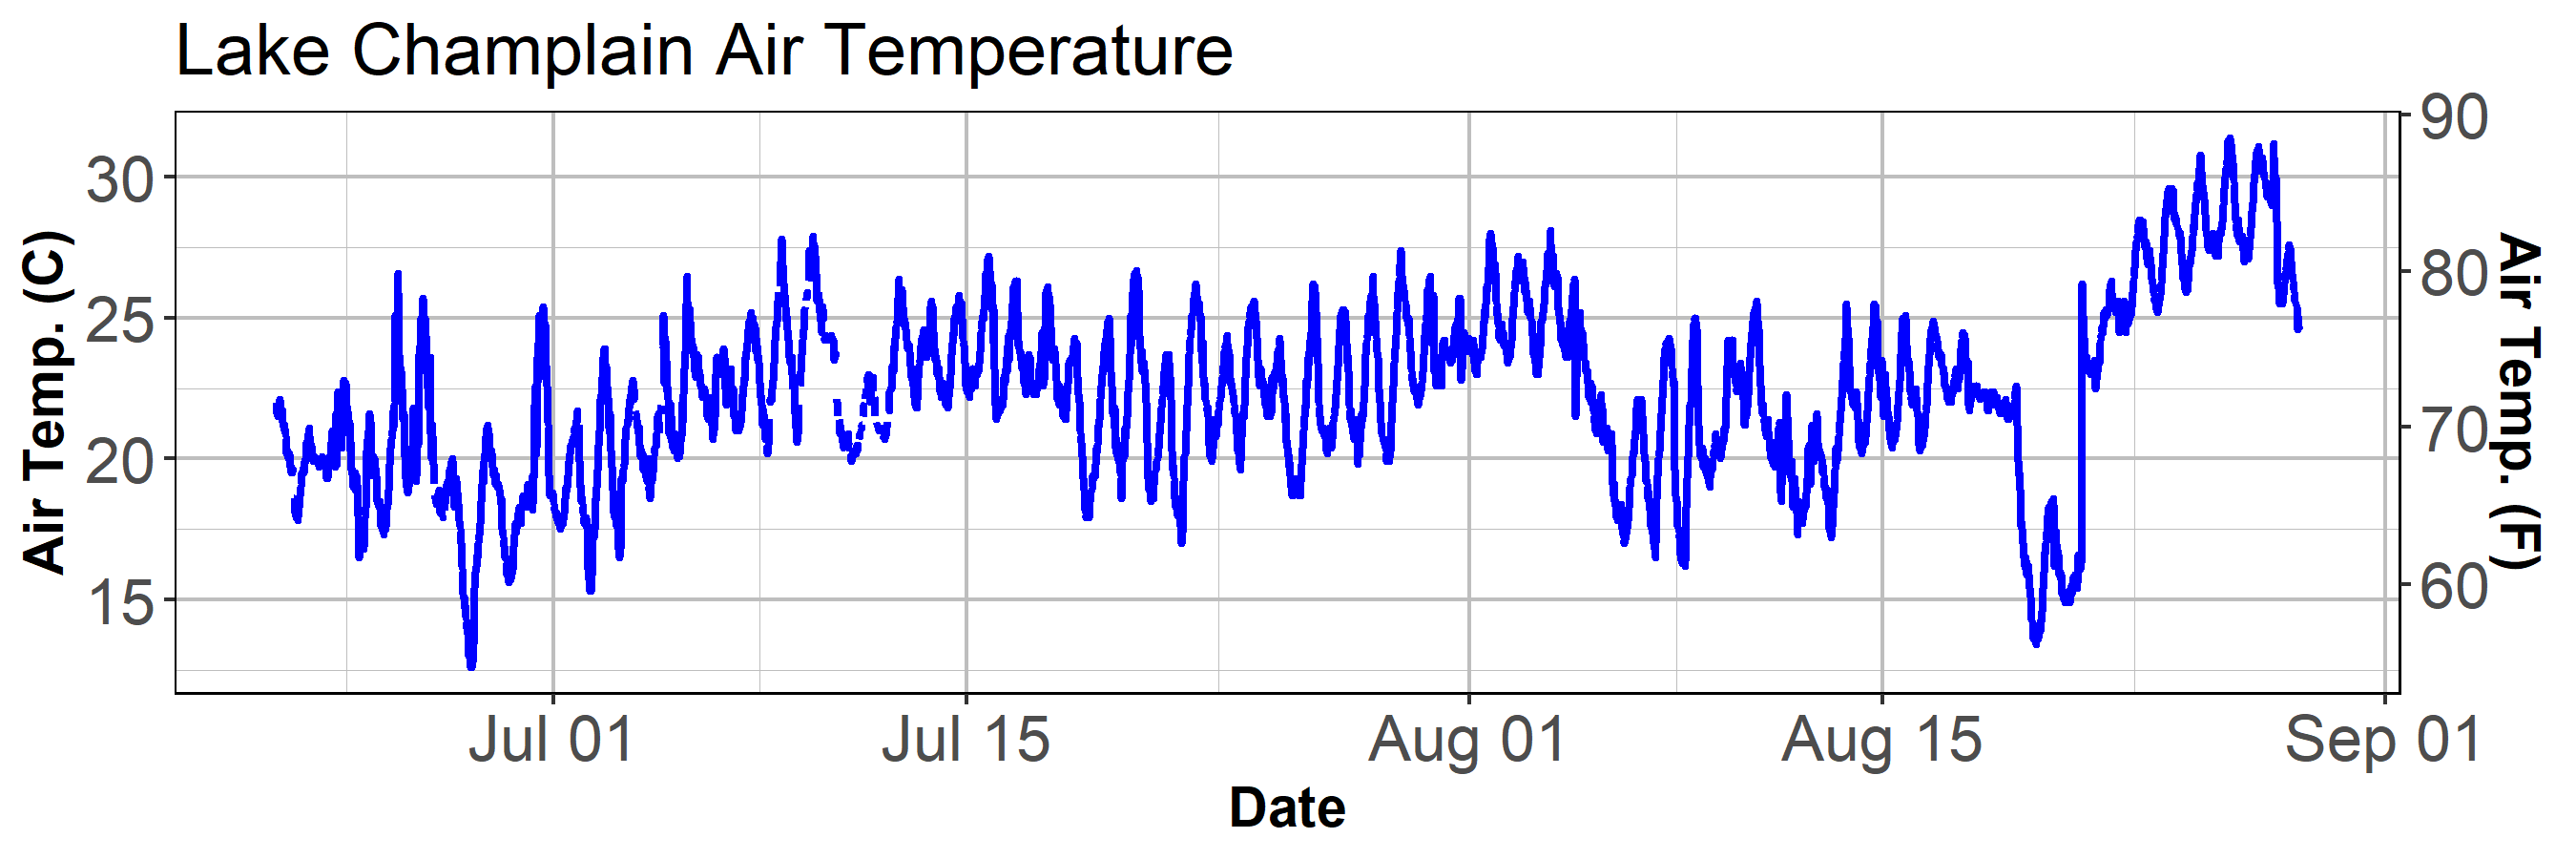 Lake Champlain Air Temperature
Air Temp. (C)
30
25
20
15
90
80
70
60
Air Temp. (F)
Jul 01
Jul 15
Aug 01
Aug 15
Sep 01
Date